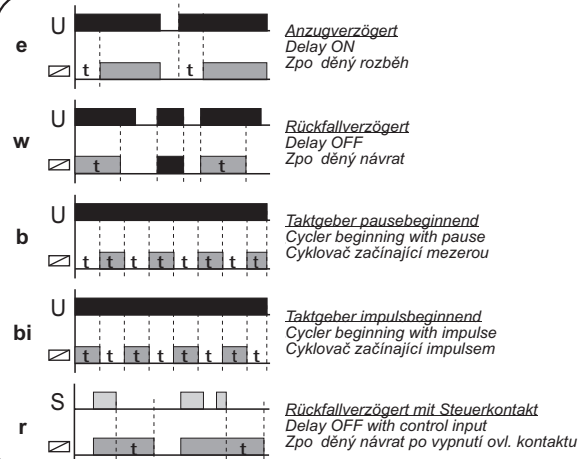 U
e
t t
Anzugverzögert
Delay ON
Zpo děný rozběh
U
w
t t
Rückfallverzögert
Delay OFF
Zpo děný návrat
U
b
t t t t t t t t
Taktgeber pausebeginnend
Cycler beginning with pause
Cyklovač začínající mezerou
U
bi
t t t t t t t t
Taktgeber impulsbeginnend
Cycler beginning with impulse
Cyklovač začínající impulsem
S
r
t t
Rückfallverzögert mit Steuerkontakt
Delay OFF with control input
Zpo děný návrat po vypnutí ovl. kontaktu